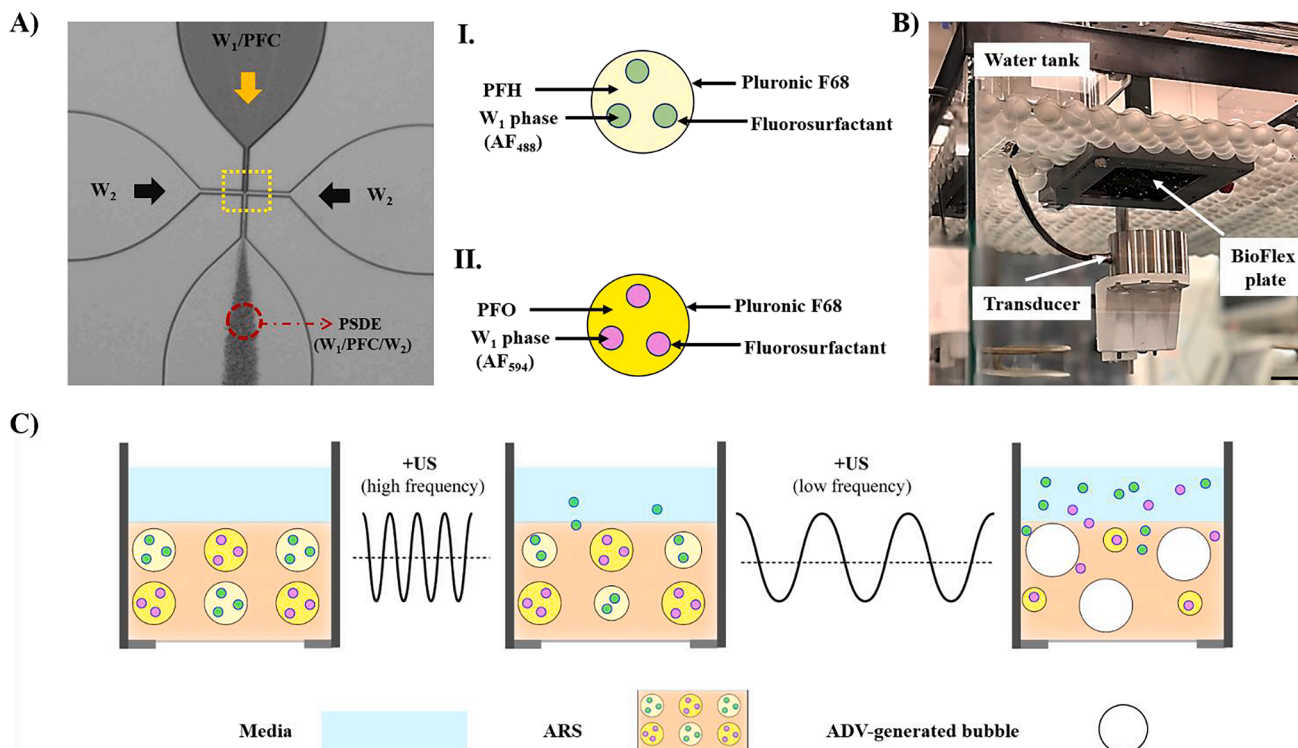 A)
W₁/PFC
W₂
W₂
PSDE
(W₁/PFC/W₂)
I.
PFH
W₁ phase
(AF₄₈₈)
Pluronic F68
Fluorosurfactant
II.
PFO
W₁ phase
(AF₅₉₄)
Pluronic F68
Fluorosurfactant
B)
Water tank
BioFlex
plate
Transducer
C)
+US
(high frequency)
+US
(low frequency)
Media
ARS
ADV-generated bubble